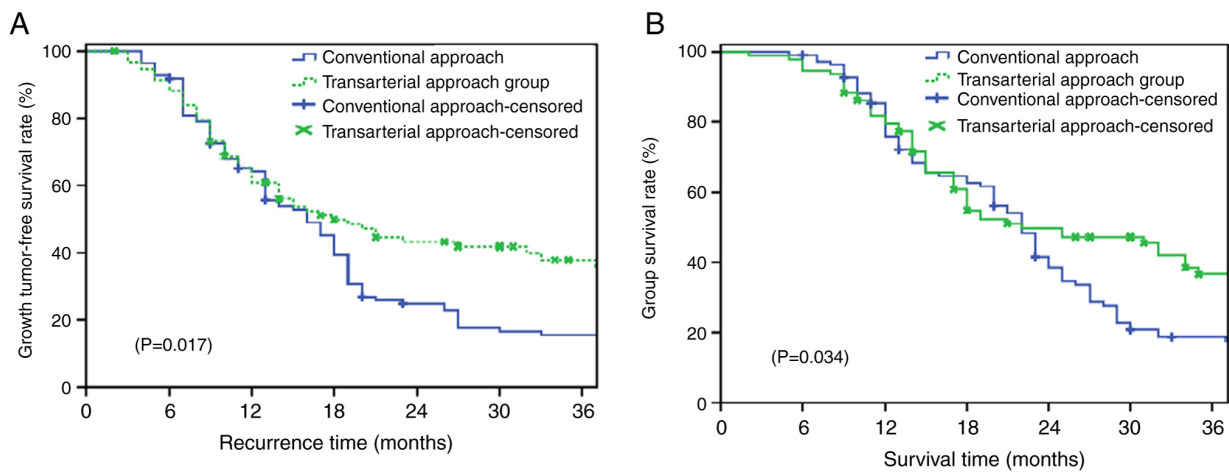 A
Growth tumor-free survival rate (%)
100
80
60
40
20
0
Conventional approach
Transarterial approach group
Conventional approach-censored
Transarterial approach-censored
(P=0.017)
0 6 12 18 24 30 36
Recurrence time (months)
B
Group survival rate (%)
100
80
60
40
20
0
Conventional approach
Transarterial approach group
Conventional approach-censored
Transarterial approach-censored
(P=0.034)
0 6 12 18 24 30 36
Survival time (months)